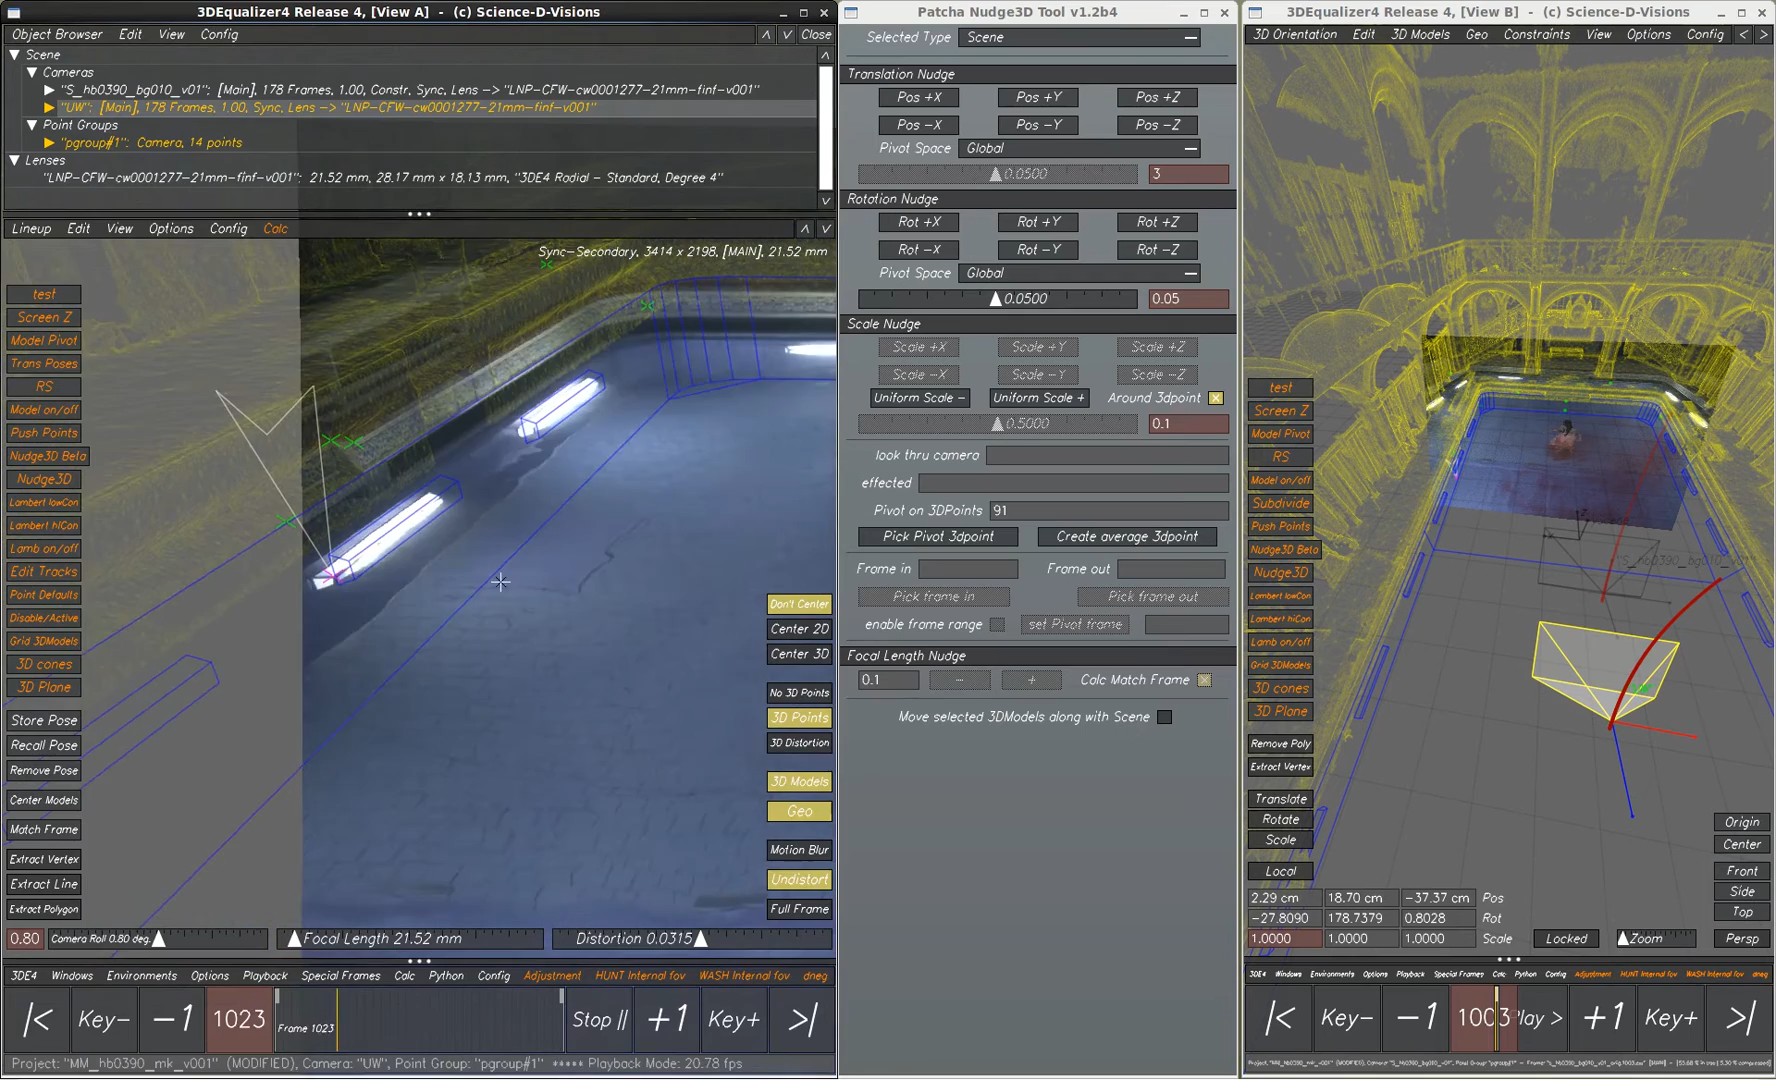 3DEqualizer4 Release 4, [View A] - (c) Science-D-Visions
Object Browser Edit View Config Close
Scene
Cameras
"S_hb0390_bg010_v01": [Main], 178 Frames, 1.00, Constr, Sync, Lens -> "LNP-CFW-cw0001277-21mm-finf-v001"
"UW": [Main], 178 Frames, 1.00, Sync, Lens -> "LNP-CFW-cw0001277-21mm-finf-v001"
Point Groups
"pgroup#1": Camera, 14 points
Lenses
"LNP-CFW-cw0001277-21mm-finf-v001": 21.52 mm, 28.17 mm x 18.13 mm, "3DE4 Radial - Standard, Degree 4"
Lineup Edit View Options Config Calc
Sync-Secondary, 3414 x 2198, [MAIN], 21.52 mm
test
Screen Z
Model Pivot
Trans Poses
RS
Model on/off
Push Points
Nudge3D Beta
Nudge3D
Lambert lowCon
Lambert hiCon
Lamb on/off
Edit Tracks
Point Defaults
Disable/Active
Grid 3DModels
3D cones
3D Plane
Store Pose
Recall Pose
Remove Pose
Center Models
Match Frame
Extract Vertex
Extract Line
Extract Polygon
Don't Center
Center 2D
Center 3D
No 3D Points
3D Points
3D Distortion
3D Models
Geo
Motion Blur
Undistort
Full Frame
0.80 Camera Roll 0.80 deg. Focal Length 21.52 mm Distortion 0.0315
3DE4 Windows Environments Options Playback Special Frames Calc Python Config Adjustment HUNT Internal fov WASH Internal fov dneg
|< Key- -1 1023 Frame 1023 Stop || +1 Key+ >|
Project: "MM_hb0390_mk_v001" (MODIFIED), Camera: "UW", Point Group: "pgroup#1" ***** Playback Mode: 20.78 fps
Patcha Nudge3D Tool v1.2b4
Selected Type Scene
Translation Nudge
Pos +X Pos +Y Pos +Z
Pos -X Pos -Y Pos -Z
Pivot Space Global
0.0500 3
Rotation Nudge
Rot +X Rot +Y Rot +Z
Rot -X Rot -Y Rot -Z
Pivot Space Global
0.0500 0.05
Scale Nudge
Scale +X Scale +Y Scale +Z
Scale -X Scale -Y Scale -Z
Uniform Scale - Uniform Scale + Around 3dpoint
0.5000 0.1
look thru camera
effected
Pivot on 3DPoints 91
Pick Pivot 3dpoint Create average 3dpoint
Frame in Frame out
Pick frame in Pick frame out
enable frame range set Pivot frame
Focal Length Nudge
0.1 - + Calc Match Frame
Move selected 3DModels along with Scene
3DEqualizer4 Release 4, [View B] - (c) Science-D-Visions
3D Orientation Edit 3D Models Geo Constraints View Options Config < >
test
Screen Z
Model Pivot
RS
Model on/off
Subdivide
Push Points
Nudge3D Beta
Nudge3D
Lambert lowCon
Lambert hiCon
Lamb on/off
Grid 3DModels
3D cones
3D Plane
Remove Poly
Extract Vertex
Translate
Rotate
Scale
Local
Origin
Center
Front
Side
Top
2.29 cm 18.70 cm -37.37 cm Pos
-27.8090 178.7379 0.8028 Rot
1.0000 1.0000 1.0000 Scale Locked Zoom Persp
3DE4 Windows Environments Options Playback Special Frames Calc Python Config Adjustment HUNT Internal fov WASH Internal fov dneg
|< Key- -1 1003 lay > +1 Key+ >|